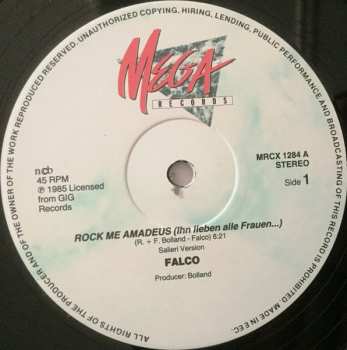 ALL RIGHTS OF THE PRODUCER AND OF THE OWNER OF THE WORK REPRODUCED RESERVED. UNAUTHORIZED COPYING, HIRING, LENDING, PUBLIC PERFORMANCE AND BROADCASTING OF THIS RECORD IS PROHIBITED. MADE IN EEC.
MEGA
RECORDS
ncb
45 RPM
℗ 1985 Licensed
from GIG
Records
MRCX 1284 A
STEREO
Side 1
ROCK ME AMADEUS (Ihn lieben alle Frauen...)
(R. + F. Bolland - Falco) 6:21
Salieri Version
FALCO
Producer: Bolland